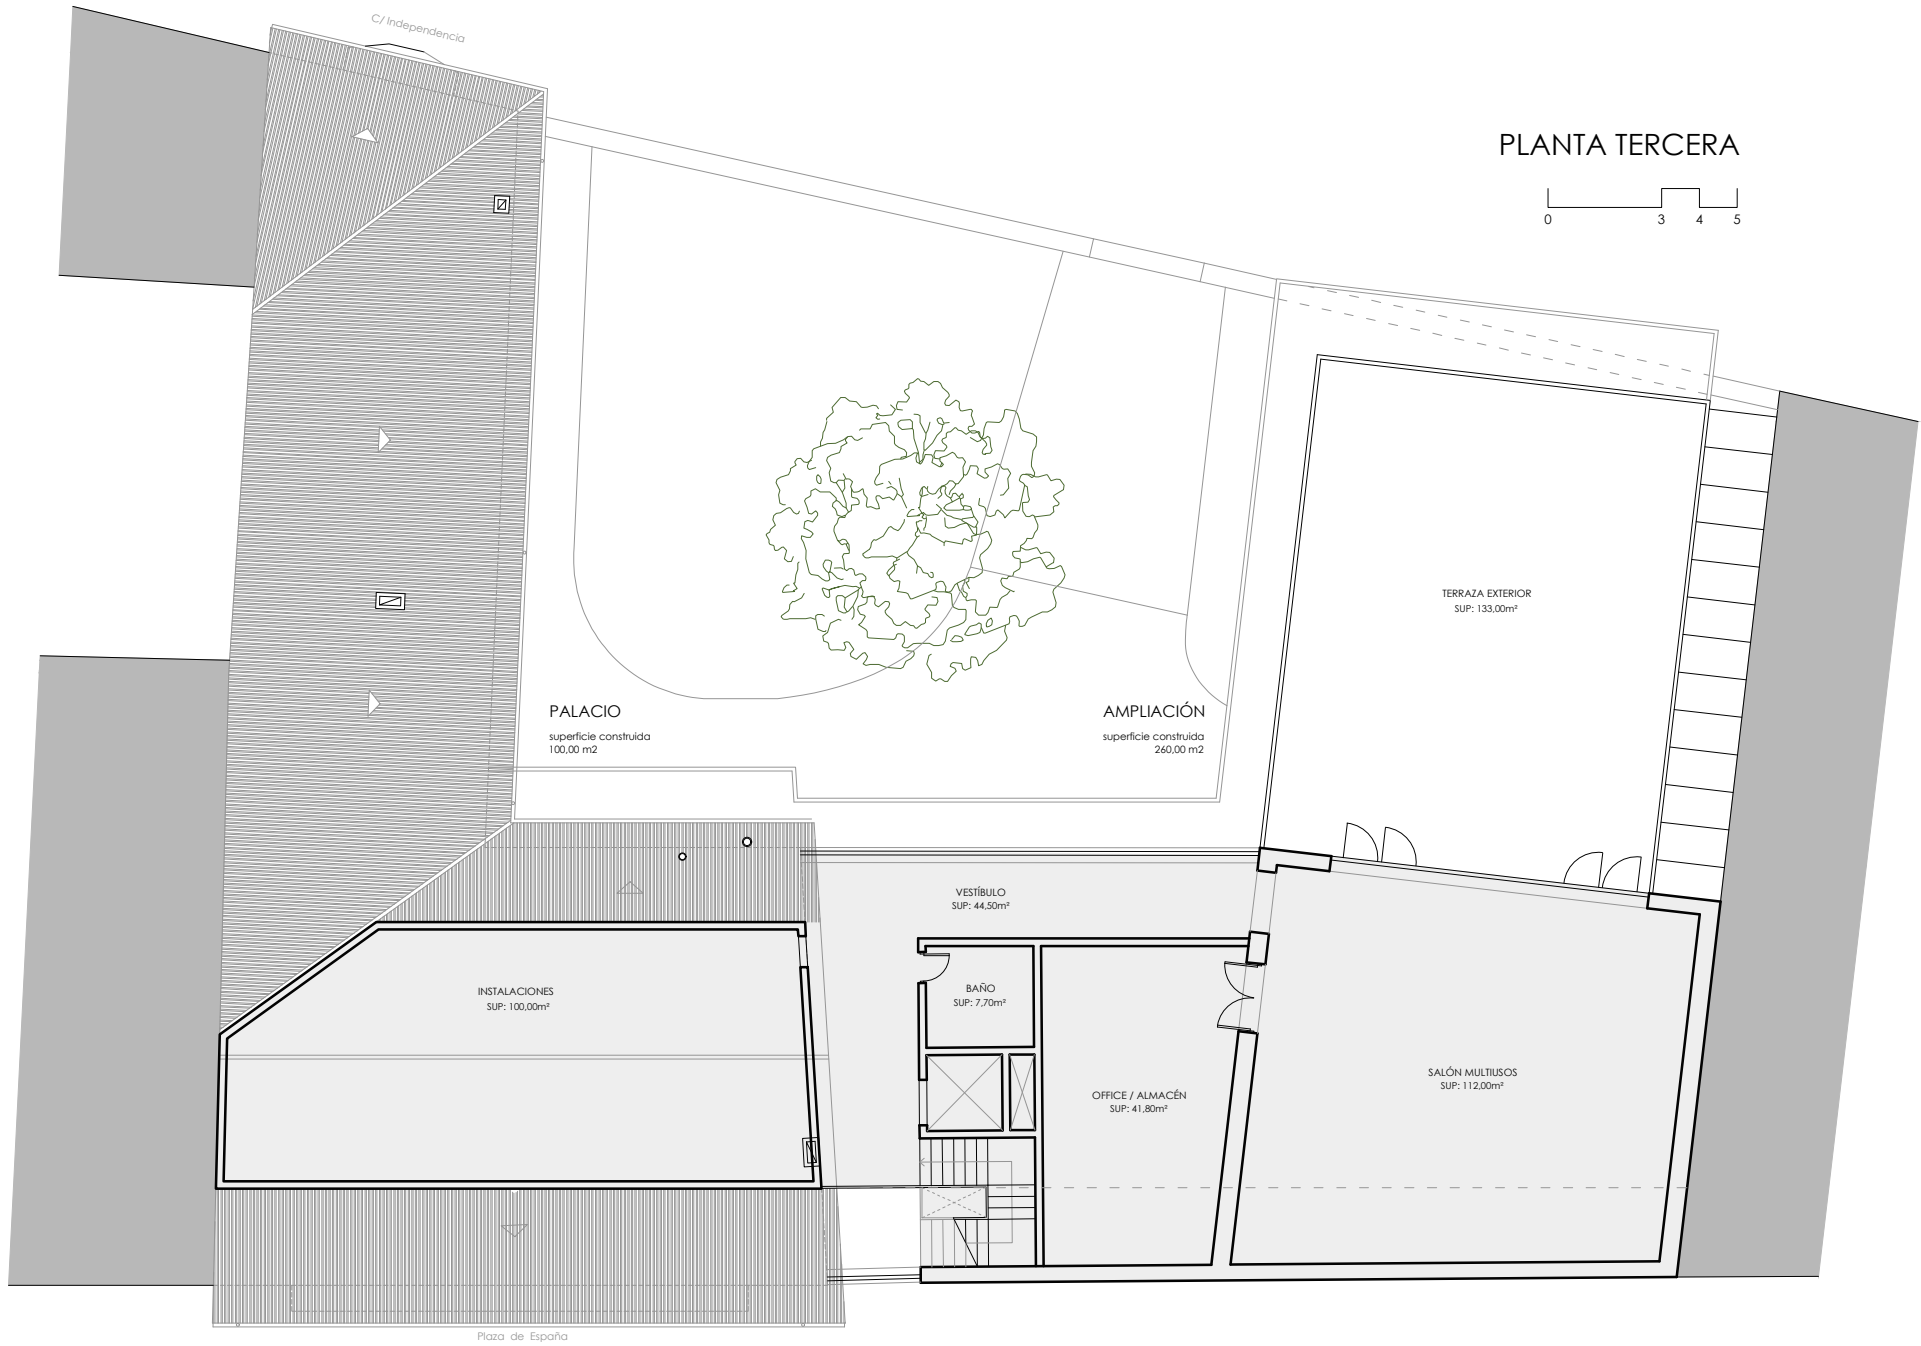 C/ Independencia
PLANTA TERCERA
0 3 4 5
TERRAZA EXTERIOR
SUP: 133,00m²
PALACIO
superficie construida
100,00 m2
AMPLIACIÓN
superficie construida
260,00 m2
VESTÍBULO
SUP: 44,50m²
INSTALACIONES
SUP: 100,00m²
BAÑO
SUP: 7,70m²
OFFICE / ALMACÉN
SUP: 41,80m²
SALÓN MULTIUSOS
SUP: 112,00m²
Plaza de España